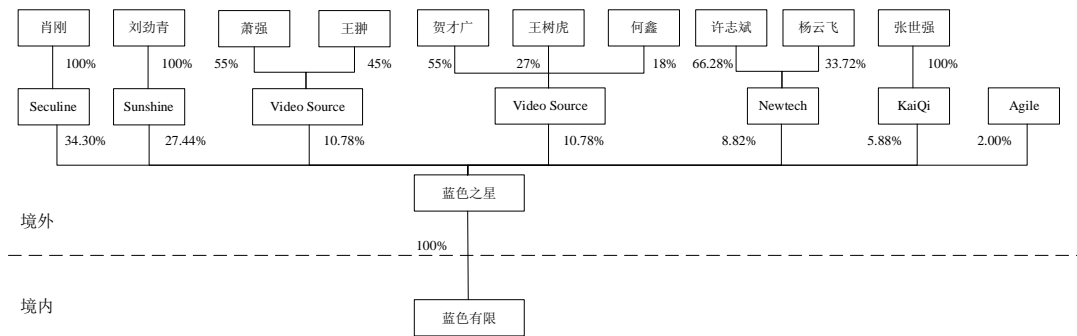 肖刚 刘劲青 萧强 王翀 贺才广 王树虎 何鑫 许志斌 杨云飞 张世强
100% 100% 55% 45% 55% 27% 18% 66.28% 33.72% 100%
Seculine Sunshine Video Source Video Source Newtech KaiQi Agile
34.30% 27.44% 10.78% 10.78% 8.82% 5.88% 2.00%
蓝色之星
境外
100%
境内
蓝色有限